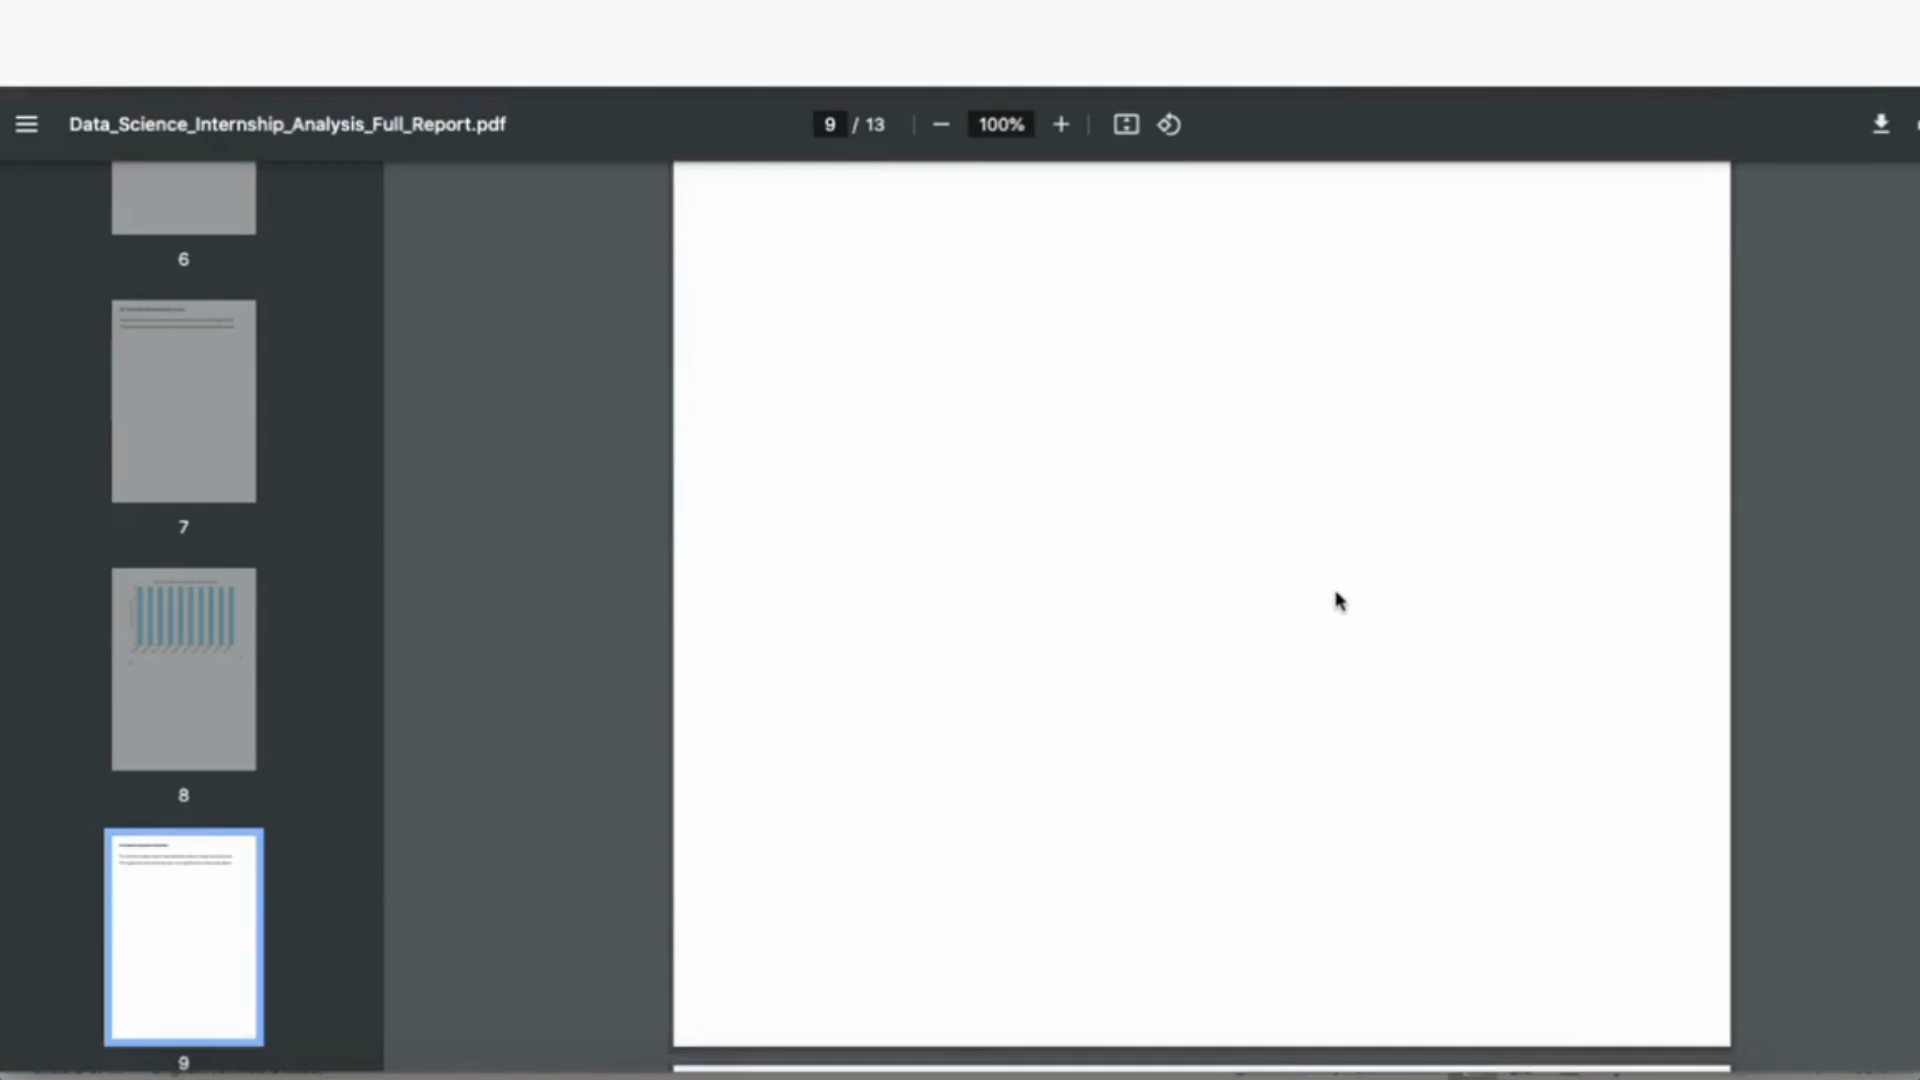 Data_Science_Internship_Analysis_Full_Report.pdf
9 / 13
100%
6
7
8
9